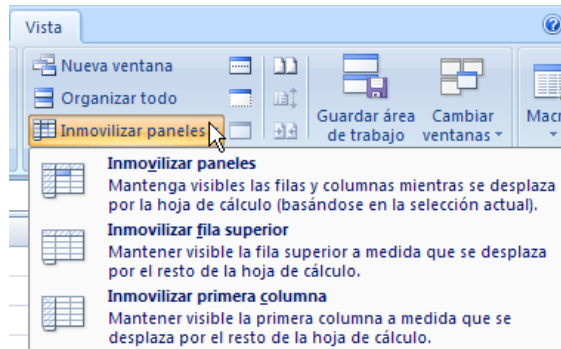 Vista
Nueva ventana
Organizar todo
Inmovilizar paneles
Guardar área
de trabajo
Cambiar
ventanas
Inmovilizar paneles
Mantenga visibles las filas y columnas mientras se desplaza
por la hoja de cálculo (basándose en la selección actual).
Inmovilizar fila superior
Mantener visible la fila superior a medida que se desplaza
por el resto de la hoja de cálculo.
Inmovilizar primera columna
Mantener visible la primera columna a medida que se
desplaza por el resto de la hoja de cálculo.